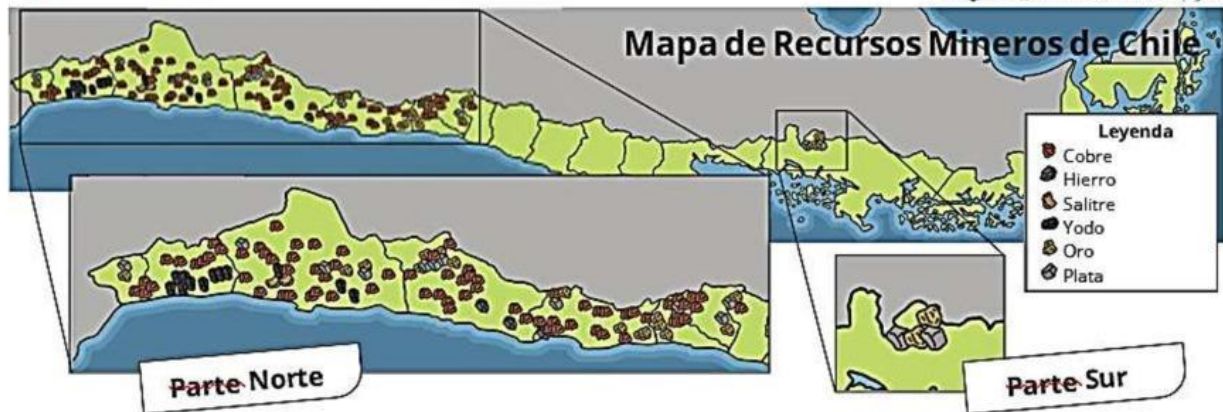 Mapa de Recursos Mineros de Chile
Leyenda
Cobre
Hierro
Salitre
Yodo
Oro
Plata
Parte Norte
Parte Sur